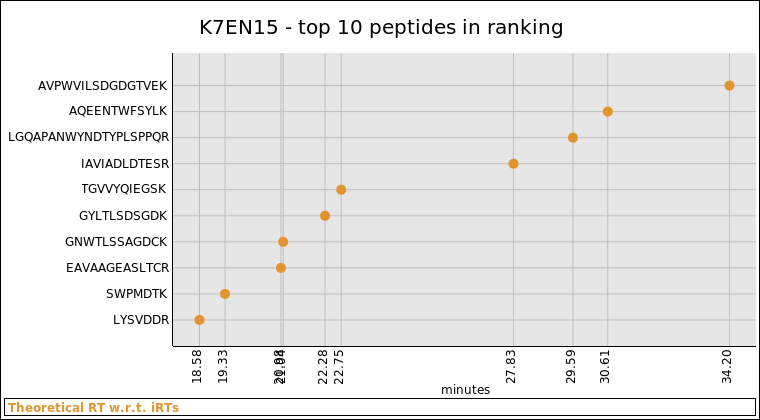 K7EN15 - top 10 peptides in ranking
AVPWVILSDGDGTVEK
AQEENTWFSYLK
LGQAPANWYNDTYPLSPPQR
IAVIADLDTESR
TGVVYQIEGSK
GYLTLSDSGDK
GNWTLSSAGDCK
EAVAAGEASLTCR
SWPMDTK
LYSVDDR
18.58
19.33
22.28
22.75
27.83
29.59
30.61
34.20
minutes
Theoretical RT w.r.t. iRTs